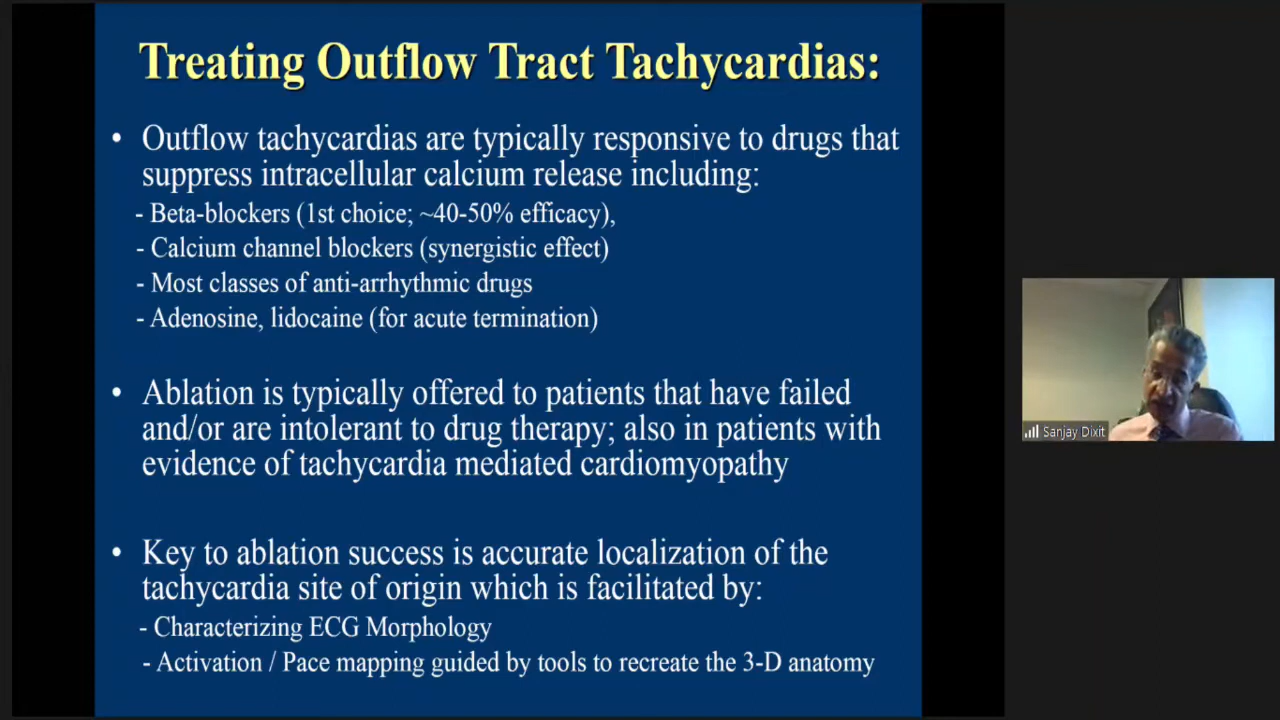 Treating Outflow Tract Tachycardias:
• Outflow tachycardias are typically responsive to drugs that
suppress intracellular calcium release including:
- Beta-blockers (1st choice; ~40-50% efficacy),
- Calcium channel blockers (synergistic effect)
- Most classes of anti-arrhythmic drugs
- Adenosine, lidocaine (for acute termination)
• Ablation is typically offered to patients that have failed
and/or are intolerant to drug therapy; also in patients with
evidence of tachycardia mediated cardiomyopathy
• Key to ablation success is accurate localization of the
tachycardia site of origin which is facilitated by:
- Characterizing ECG Morphology
- Activation / Pace mapping guided by tools to recreate the 3-D anatomy
Sanjay Dixit